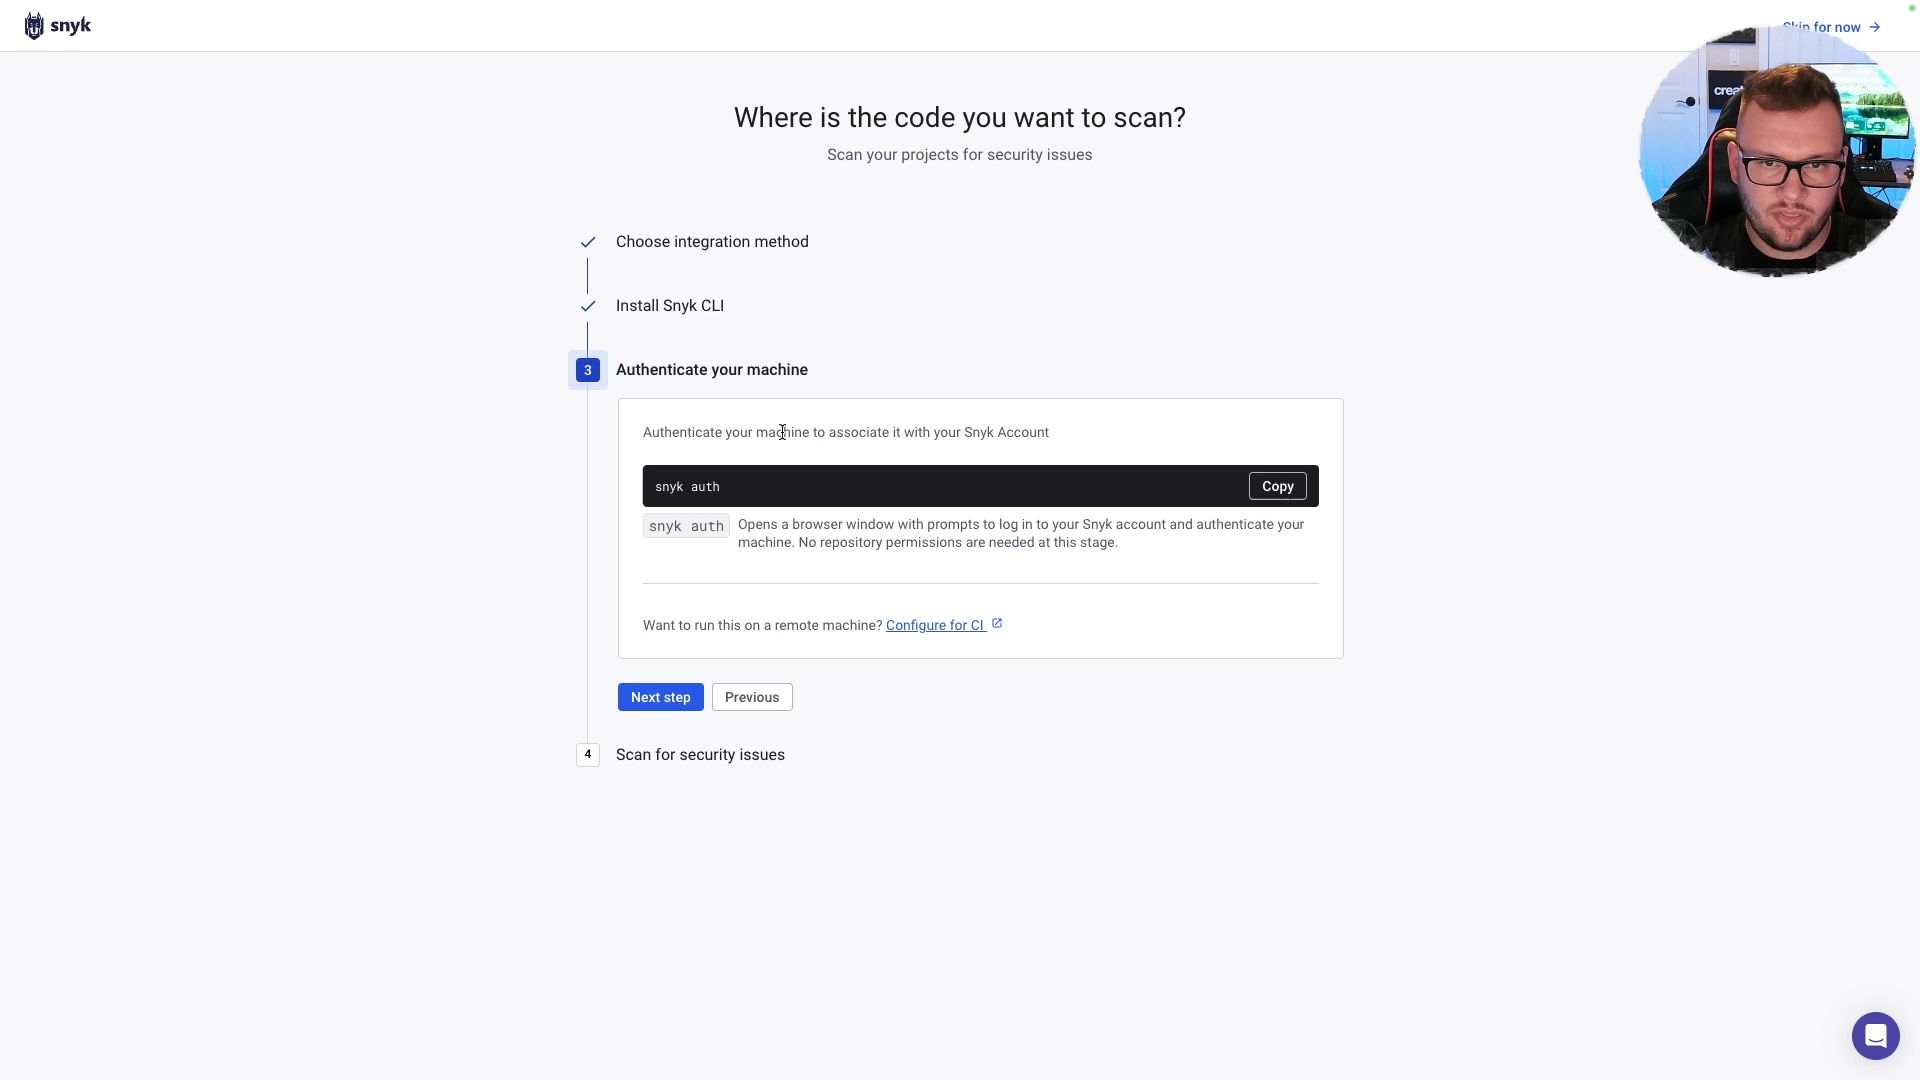 snyk
Skip for now
Where is the code you want to scan?
Scan your projects for security issues
Choose integration method
Install Snyk CLI
3 Authenticate your machine
Authenticate your machine to associate it with your Snyk Account
snyk auth Copy
snyk auth Opens a browser window with prompts to log in to your Snyk account and authenticate your
machine. No repository permissions are needed at this stage.
Want to run this on a remote machine? Configure for CI
Next step Previous
4 Scan for security issues